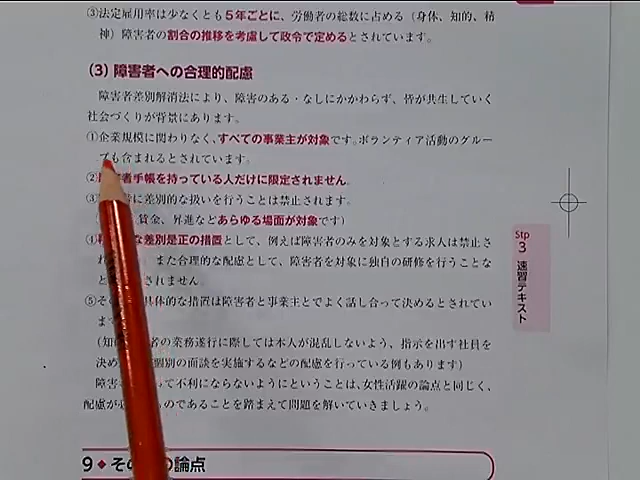 ③法定雇用率は少なくとも５年ごとに、労働者の総数に占める（身体、知的、精
神）障害者の割合の推移を考慮して政令で定めるとされています。
（3）障害者への合理的配慮
障害者差別解消法により、障害のある・なしにかかわらず、皆が共生していく
社会づくりが背景にあります。
①企業規模に関わりなく、すべての事業主が対象です。ボランティア活動のグルー
プも含まれるとされています。
②者手帳を持っている人だけに限定されません。
③に差別的な扱いを行うことは禁止されます。
賃金、昇進などあらゆる場面が対象です）
④な差別是正の措置として、例えば障害者のみを対象とする求人は禁止さ
また合理的な配慮として、障害者を対象に独自の研修を行うことな
されません。
⑤その具体的な措置は障害者と事業主とでよく話し合って決めるとされてい
ま
（知の業務遂行に際しては本人が混乱しないよう、指示を出す社員を
決め個別の面談を実施するなどの配慮を行っている例もあります）
障害って不利にならないようにということは、女性活躍の論点と同じく、
配慮がものであることを踏まえて問題を解いていきましょう。
9◆その論点
Stp
3
速習テキスト